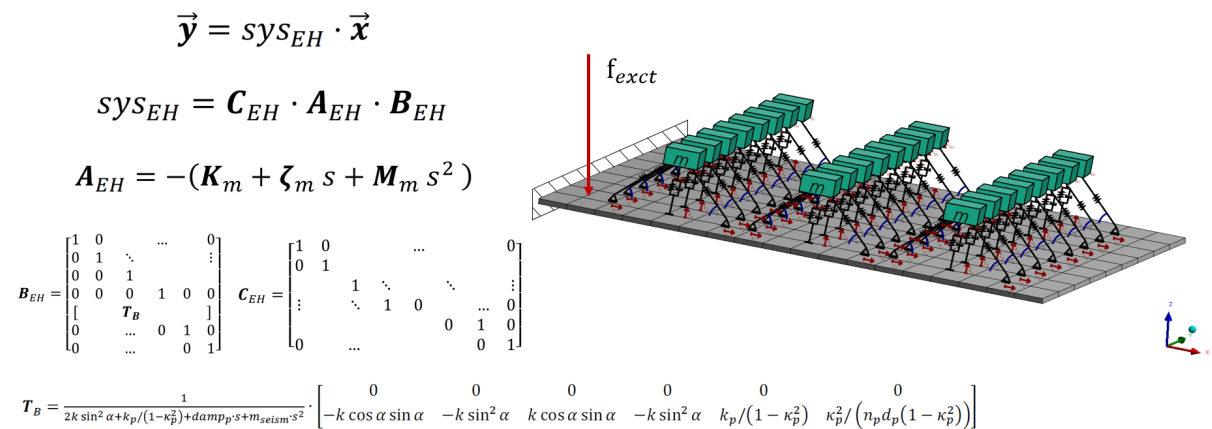 y⃗ = sys_EH · x⃗
f_exct
sys_EH = C_EH · A_EH · B_EH
A_EH = −(K_m + ζ_m s + M_m s² )
B_EH = [1 0 … 0
0 1 ⋱ ⋮
0 0 1
0 0 0 1 0 0
[ T_B ]
0 … 0 1 0
0 … 0 1]
C_EH = [1 0 … 0
0 1
1 ⋱ ⋱ ⋮
⋮ ⋱ 1 0 … 0
0 1 0
0 … 0 1]
T_B = 1/(2k sin² α+k_p/(1−κ_p²)+damp_p·s+m_seism·s²) · [0 0 0 0 0 0
−k cos α sin α −k sin² α k cos α sin α −k sin² α k_p/(1 − κ_p²) κ_p²/(n_p d_p(1 − κ_p²))]
m
m
m
z
x